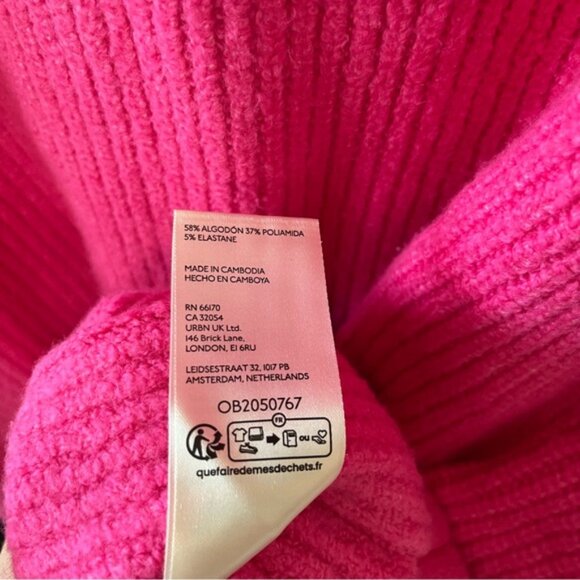 58% ALGODÓN 37% POLIAMIDA
5% ELASTANE
MADE IN CAMBODIA
HECHO EN CAMBOYA
RN 66170
CA 32054
URBN UK Ltd.
146 Brick Lane,
LONDON, E1 6RU
LEIDSESTRAAT 32, 1017 PB
AMSTERDAM, NETHERLANDS
OB2050767
FR
OU
quefairedemesdechets.fr